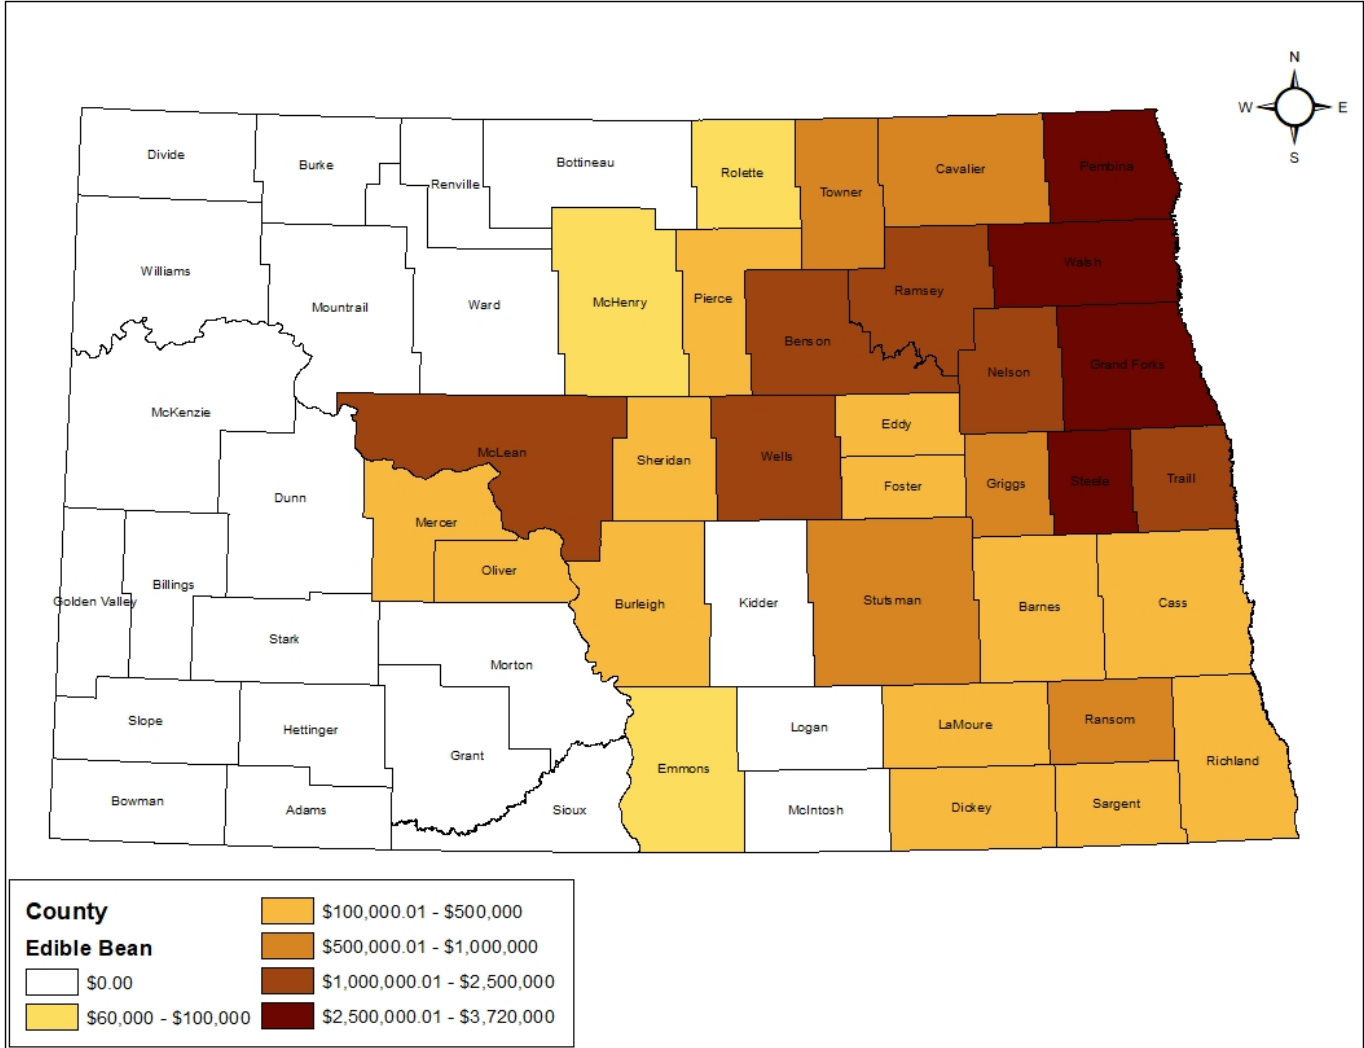 N
W E
S
Divide
Burke
Renville
Bottineau
Rolette
Towner
Cavalier
Pembina
Williams
Mountrail
Ward
McHenry
Pierce
Benson
Ramsey
Walsh
Nelson
Grand Forks
McKenzie
Dunn
McLean
Mercer
Oliver
Sheridan
Wells
Eddy
Foster
Griggs
Steele
Traill
Golden Valley
Billings
Stark
Morton
Burleigh
Kidder
Stutsman
Barnes
Cass
Slope
Hettinger
Grant
Bowman
Adams
Sioux
Emmons
Logan
McIntosh
LaMoure
Ransom
Richland
Dickey
Sargent
County
Edible Bean
$0.00
$60,000 - $100,000
$100,000.01 - $500,000
$500,000.01 - $1,000,000
$1,000,000.01 - $2,500,000
$2,500,000.01 - $3,720,000